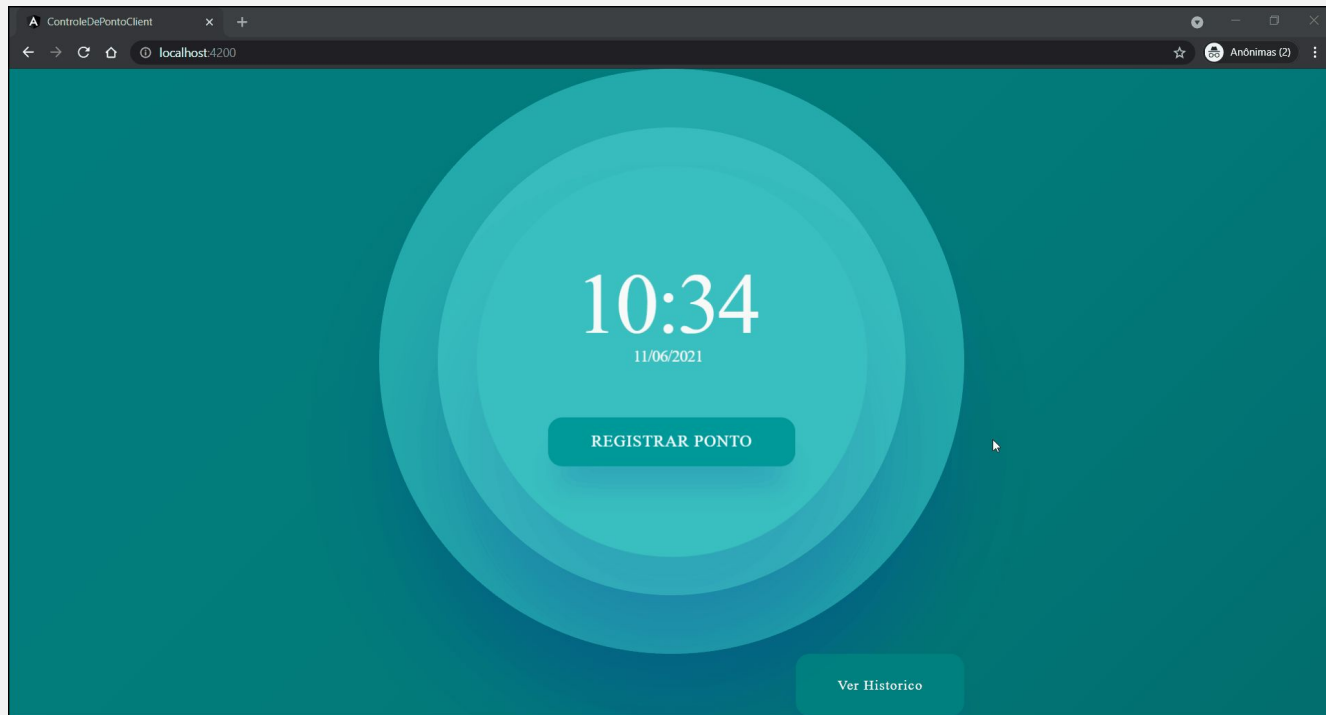 ControleDePontoClient
localhost:4200
Anônimas (2)
10:34
11/06/2021
REGISTRAR PONTO
Ver Historico